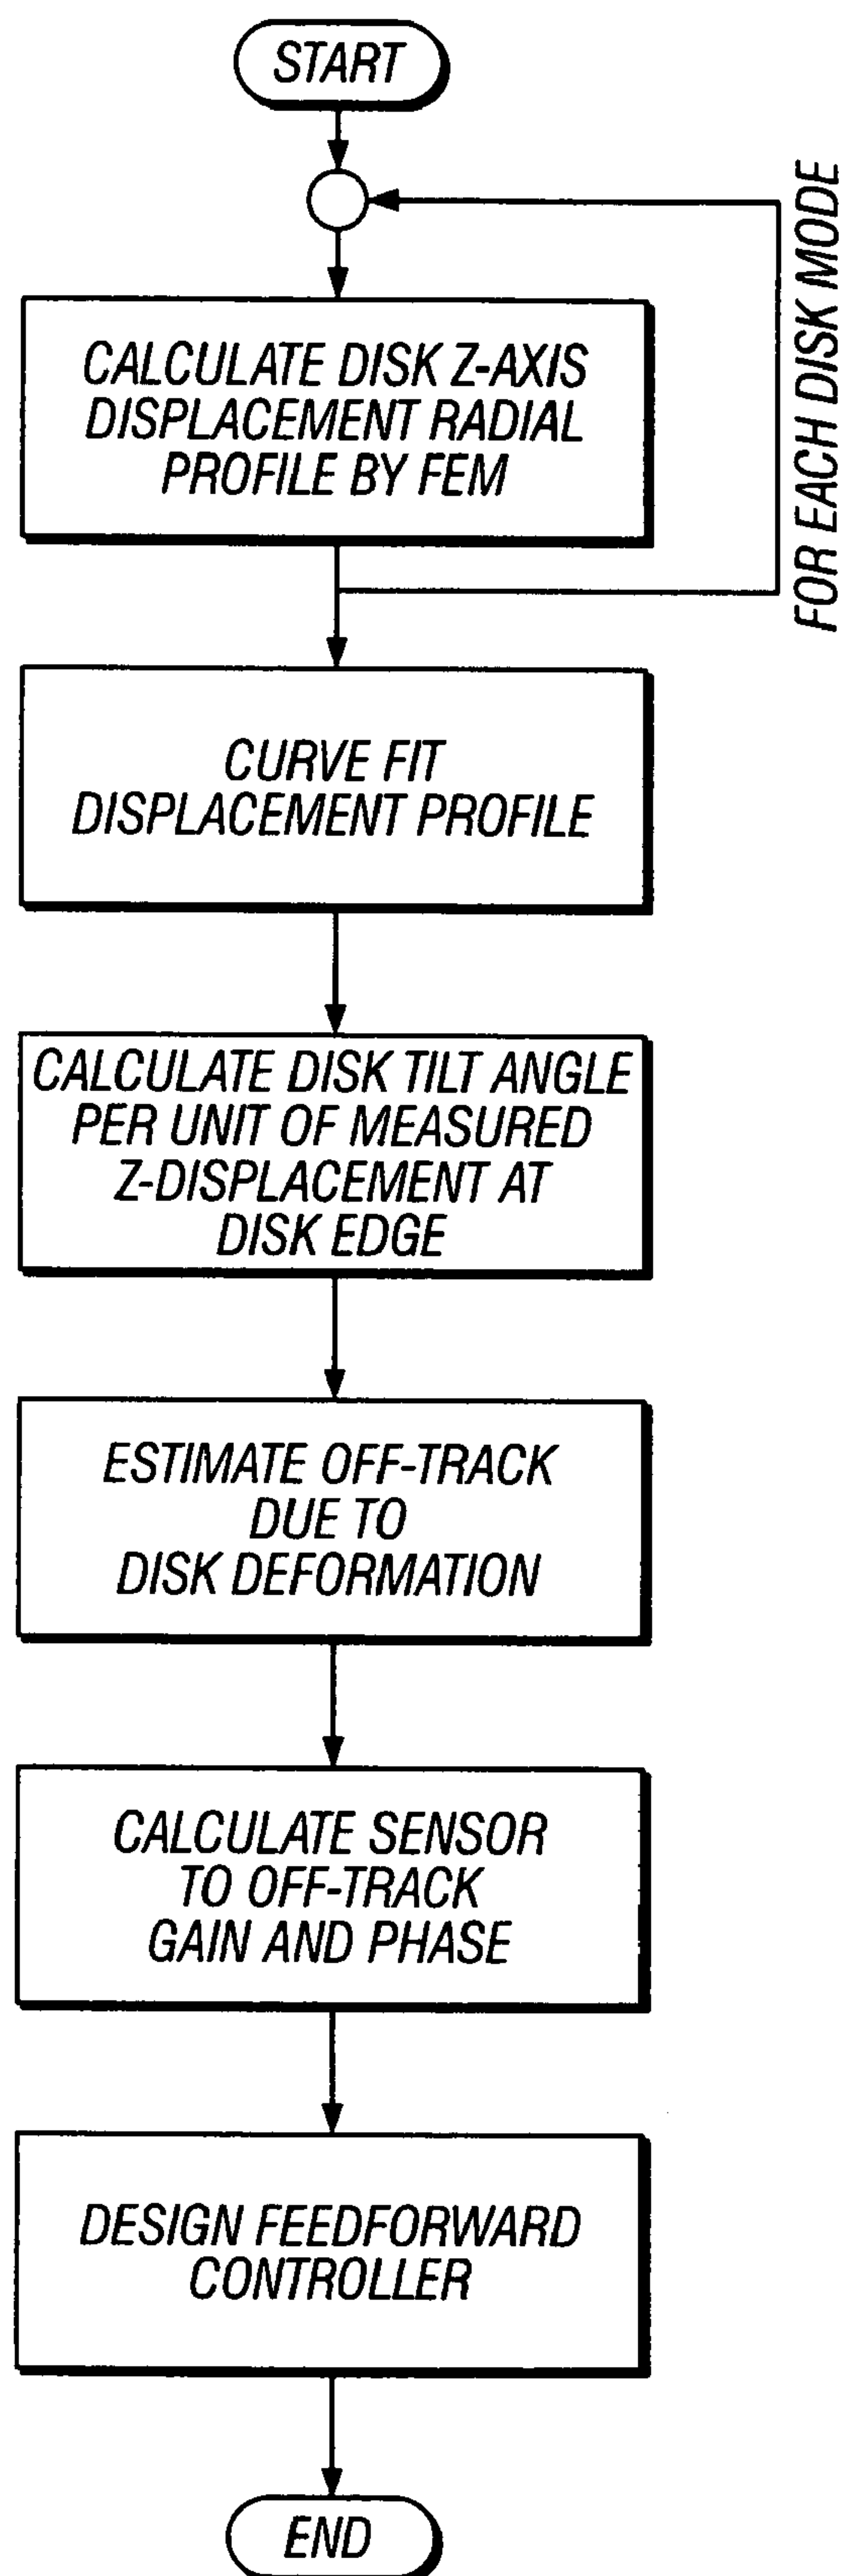 START
FOR EACH DISK MODE
CALCULATE DISK Z-AXIS
DISPLACEMENT RADIAL
PROFILE BY FEM
CURVE FIT
DISPLACEMENT PROFILE
CALCULATE DISK TILT ANGLE
PER UNIT OF MEASURED
Z-DISPLACEMENT AT
DISK EDGE
ESTIMATE OFF-TRACK
DUE TO
DISK DEFORMATION
CALCULATE SENSOR
TO OFF-TRACK
GAIN AND PHASE
DESIGN FEEDFORWARD
CONTROLLER
END